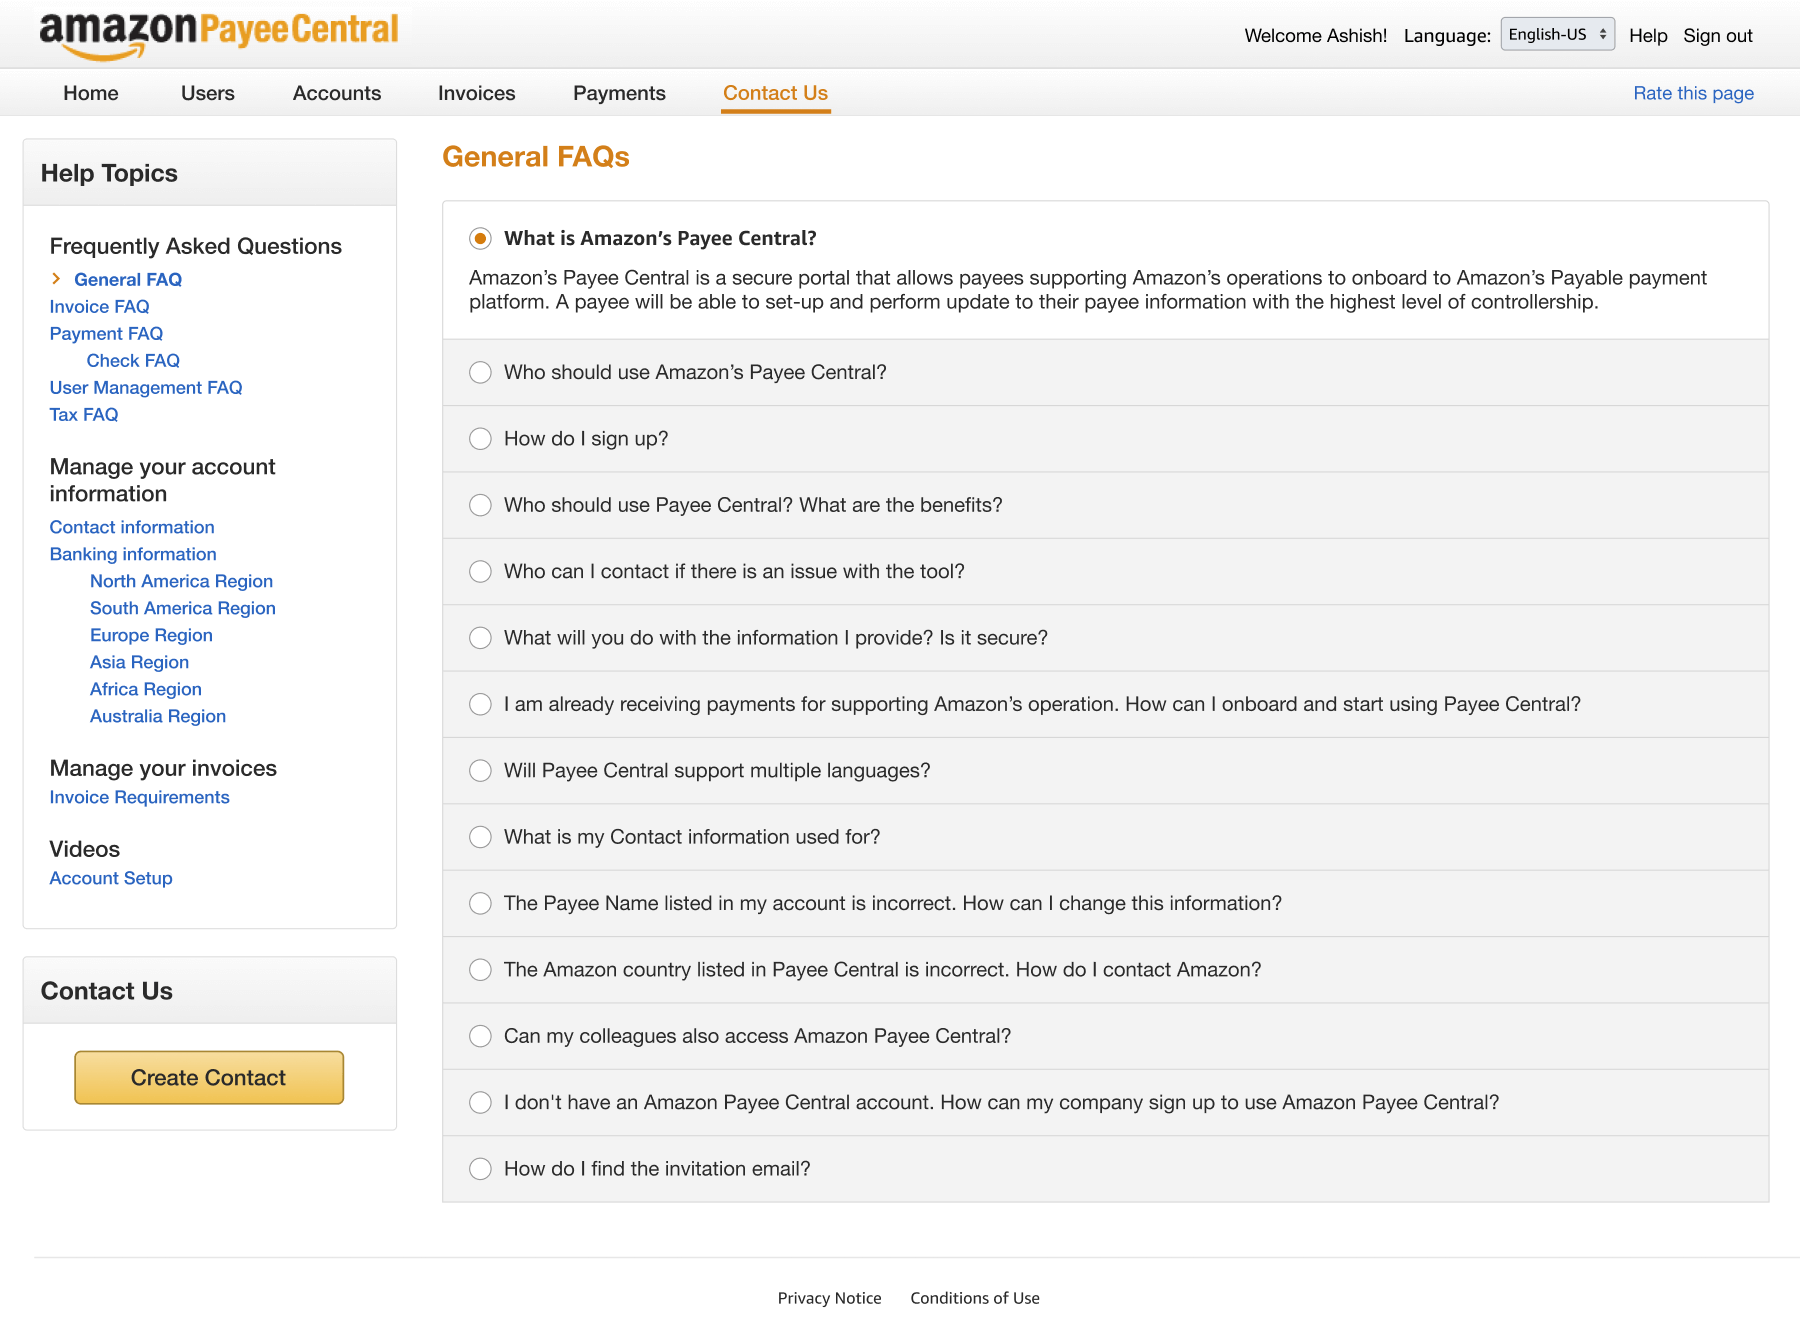 amazonPayeeCentral
Welcome Ashish! Language: English-US Help Sign out
Home Users Accounts Invoices Payments Contact Us Rate this page
Help Topics
Frequently Asked Questions
General FAQ
Invoice FAQ
Payment FAQ
Check FAQ
User Management FAQ
Tax FAQ
Manage your account
information
Contact information
Banking information
North America Region
South America Region
Europe Region
Asia Region
Africa Region
Australia Region
Manage your invoices
Invoice Requirements
Videos
Account Setup
Contact Us
Create Contact
General FAQs
What is Amazon’s Payee Central?
Amazon’s Payee Central is a secure portal that allows payees supporting Amazon’s operations to onboard to Amazon’s Payable payment
platform. A payee will be able to set-up and perform update to their payee information with the highest level of controllership.
Who should use Amazon’s Payee Central?
How do I sign up?
Who should use Payee Central? What are the benefits?
Who can I contact if there is an issue with the tool?
What will you do with the information I provide? Is it secure?
I am already receiving payments for supporting Amazon’s operation. How can I onboard and start using Payee Central?
Will Payee Central support multiple languages?
What is my Contact information used for?
The Payee Name listed in my account is incorrect. How can I change this information?
The Amazon country listed in Payee Central is incorrect. How do I contact Amazon?
Can my colleagues also access Amazon Payee Central?
I don't have an Amazon Payee Central account. How can my company sign up to use Amazon Payee Central?
How do I find the invitation email?
Privacy Notice Conditions of Use